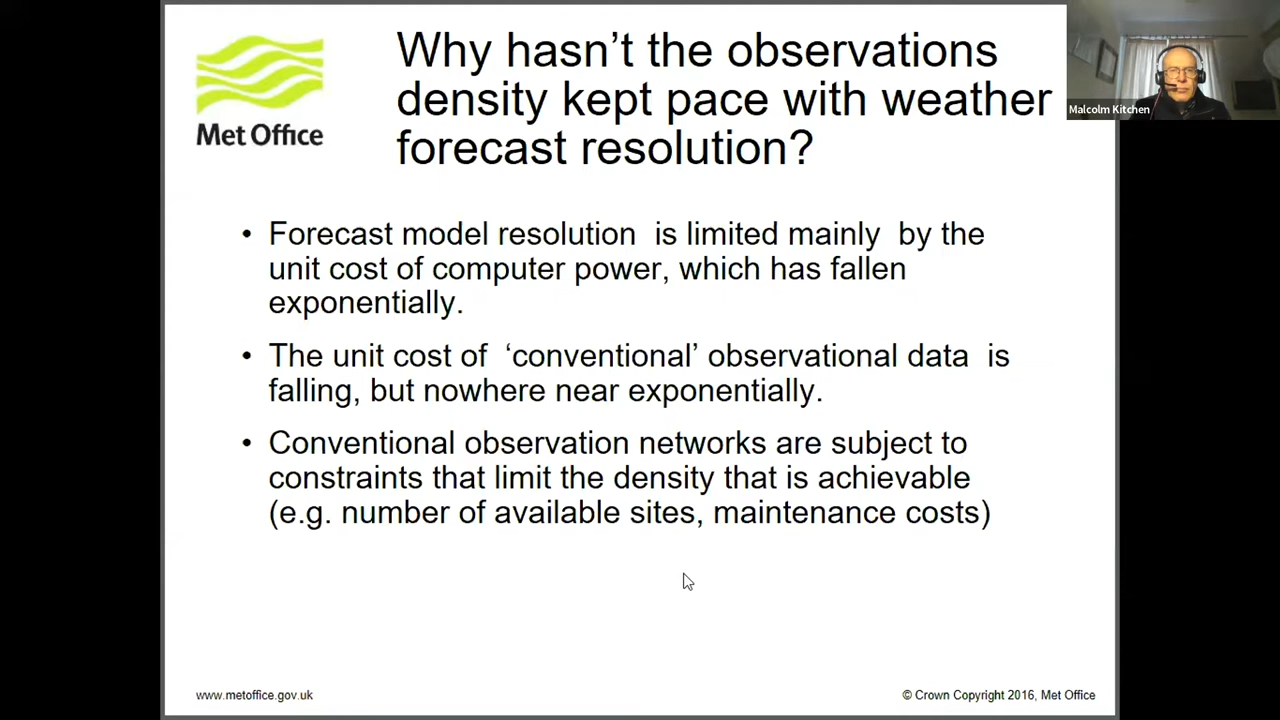 Met Office
Why hasn't the observations
density kept pace with weather
forecast resolution?
Malcolm Kitchen
• Forecast model resolution  is limited mainly  by the
unit cost of computer power, which has fallen
exponentially.
• The unit cost of  ‘conventional’ observational data  is
falling, but nowhere near exponentially.
• Conventional observation networks are subject to
constraints that limit the density that is achievable
(e.g. number of available sites, maintenance costs)
www.metoffice.gov.uk
© Crown Copyright 2016, Met Office